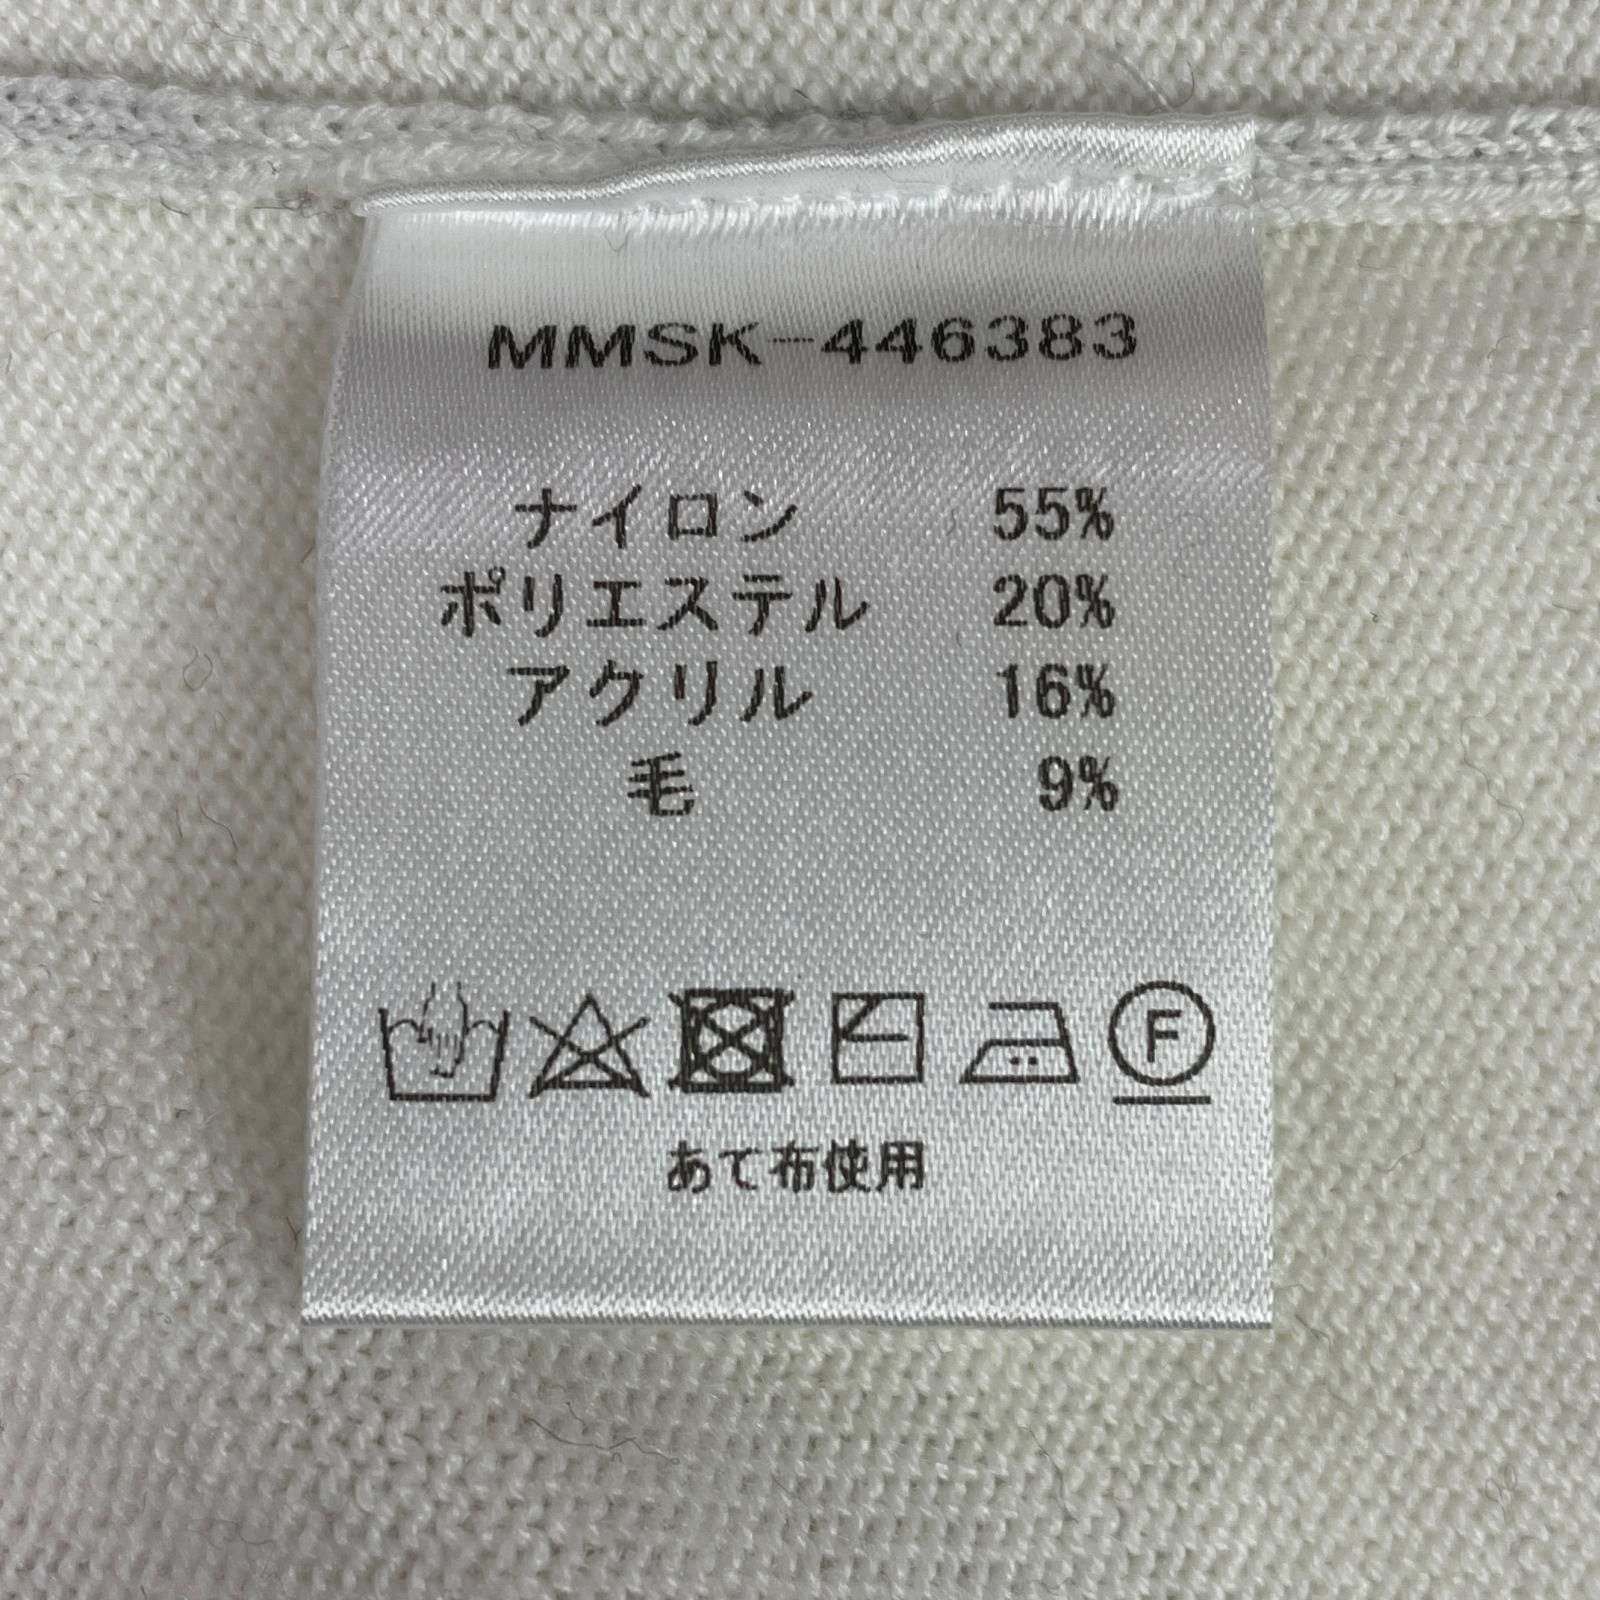 MMSK-446383
ナイロン 55%
ポリエステル 20%
アクリル 16%
毛 9%
F
あて布使用